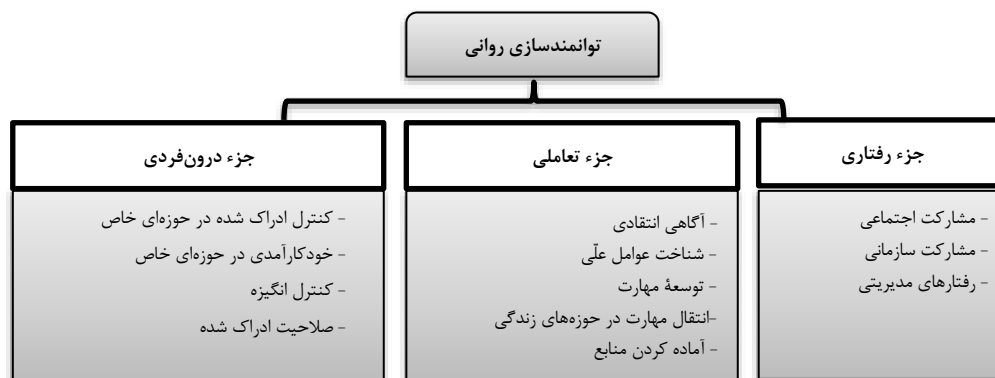 توانمندسازی روانی
جزء رفتاری
- مشارکت اجتماعی
- مشارکت سازمانی
- رفتارهای مدیریتی
جزء تعاملی
- آگاهی انتقادی
- شناخت عوامل علّی
- توسعۀ مهارت
-انتقال مهارت در حوزه‌های زندگی
- آماده کردن منابع
جزء درون‌فردی
- کنترل ادراک شده در حوزه‌ای خاص
- خودکارآمدی در حوزه‌ای خاص
- کنترل انگیزه
- صلاحیت ادراک شده